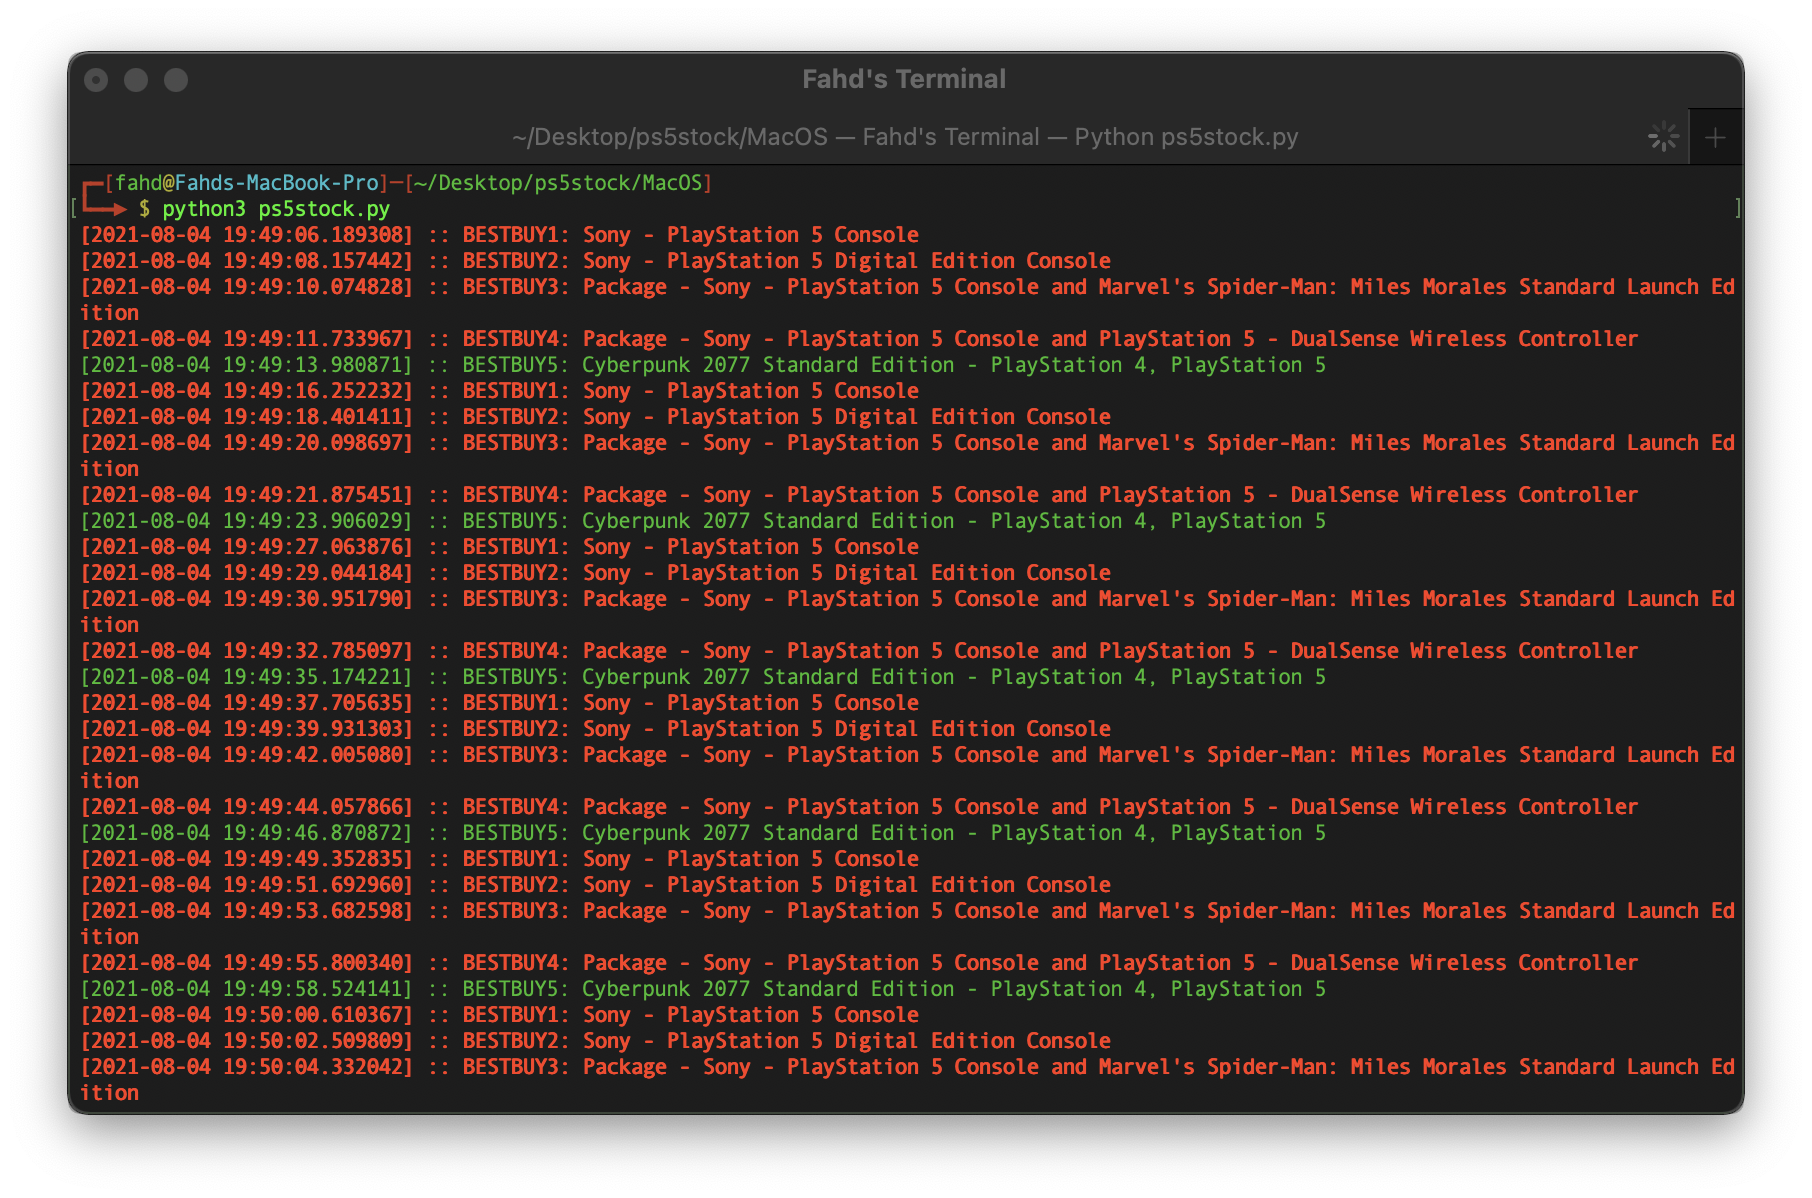 Fahd's Terminal
~/Desktop/ps5stock/MacOS — Fahd's Terminal — Python ps5stock.py
[fahd@Fahds-MacBook-Pro]─[~/Desktop/ps5stock/MacOS]
[ $ python3 ps5stock.py ]
[2021-08-04 19:49:06.189308] :: BESTBUY1: Sony - PlayStation 5 Console
[2021-08-04 19:49:08.157442] :: BESTBUY2: Sony - PlayStation 5 Digital Edition Console
[2021-08-04 19:49:10.074828] :: BESTBUY3: Package - Sony - PlayStation 5 Console and Marvel's Spider-Man: Miles Morales Standard Launch Ed
ition
[2021-08-04 19:49:11.733967] :: BESTBUY4: Package - Sony - PlayStation 5 Console and PlayStation 5 - DualSense Wireless Controller
[2021-08-04 19:49:13.980871] :: BESTBUY5: Cyberpunk 2077 Standard Edition - PlayStation 4, PlayStation 5
[2021-08-04 19:49:16.252232] :: BESTBUY1: Sony - PlayStation 5 Console
[2021-08-04 19:49:18.401411] :: BESTBUY2: Sony - PlayStation 5 Digital Edition Console
[2021-08-04 19:49:20.098697] :: BESTBUY3: Package - Sony - PlayStation 5 Console and Marvel's Spider-Man: Miles Morales Standard Launch Ed
ition
[2021-08-04 19:49:21.875451] :: BESTBUY4: Package - Sony - PlayStation 5 Console and PlayStation 5 - DualSense Wireless Controller
[2021-08-04 19:49:23.906029] :: BESTBUY5: Cyberpunk 2077 Standard Edition - PlayStation 4, PlayStation 5
[2021-08-04 19:49:27.063876] :: BESTBUY1: Sony - PlayStation 5 Console
[2021-08-04 19:49:29.044184] :: BESTBUY2: Sony - PlayStation 5 Digital Edition Console
[2021-08-04 19:49:30.951790] :: BESTBUY3: Package - Sony - PlayStation 5 Console and Marvel's Spider-Man: Miles Morales Standard Launch Ed
ition
[2021-08-04 19:49:32.785097] :: BESTBUY4: Package - Sony - PlayStation 5 Console and PlayStation 5 - DualSense Wireless Controller
[2021-08-04 19:49:35.174221] :: BESTBUY5: Cyberpunk 2077 Standard Edition - PlayStation 4, PlayStation 5
[2021-08-04 19:49:37.705635] :: BESTBUY1: Sony - PlayStation 5 Console
[2021-08-04 19:49:39.931303] :: BESTBUY2: Sony - PlayStation 5 Digital Edition Console
[2021-08-04 19:49:42.005080] :: BESTBUY3: Package - Sony - PlayStation 5 Console and Marvel's Spider-Man: Miles Morales Standard Launch Ed
ition
[2021-08-04 19:49:44.057866] :: BESTBUY4: Package - Sony - PlayStation 5 Console and PlayStation 5 - DualSense Wireless Controller
[2021-08-04 19:49:46.870872] :: BESTBUY5: Cyberpunk 2077 Standard Edition - PlayStation 4, PlayStation 5
[2021-08-04 19:49:49.352835] :: BESTBUY1: Sony - PlayStation 5 Console
[2021-08-04 19:49:51.692960] :: BESTBUY2: Sony - PlayStation 5 Digital Edition Console
[2021-08-04 19:49:53.682598] :: BESTBUY3: Package - Sony - PlayStation 5 Console and Marvel's Spider-Man: Miles Morales Standard Launch Ed
ition
[2021-08-04 19:49:55.800340] :: BESTBUY4: Package - Sony - PlayStation 5 Console and PlayStation 5 - DualSense Wireless Controller
[2021-08-04 19:49:58.524141] :: BESTBUY5: Cyberpunk 2077 Standard Edition - PlayStation 4, PlayStation 5
[2021-08-04 19:50:00.610367] :: BESTBUY1: Sony - PlayStation 5 Console
[2021-08-04 19:50:02.509809] :: BESTBUY2: Sony - PlayStation 5 Digital Edition Console
[2021-08-04 19:50:04.332042] :: BESTBUY3: Package - Sony - PlayStation 5 Console and Marvel's Spider-Man: Miles Morales Standard Launch Ed
ition